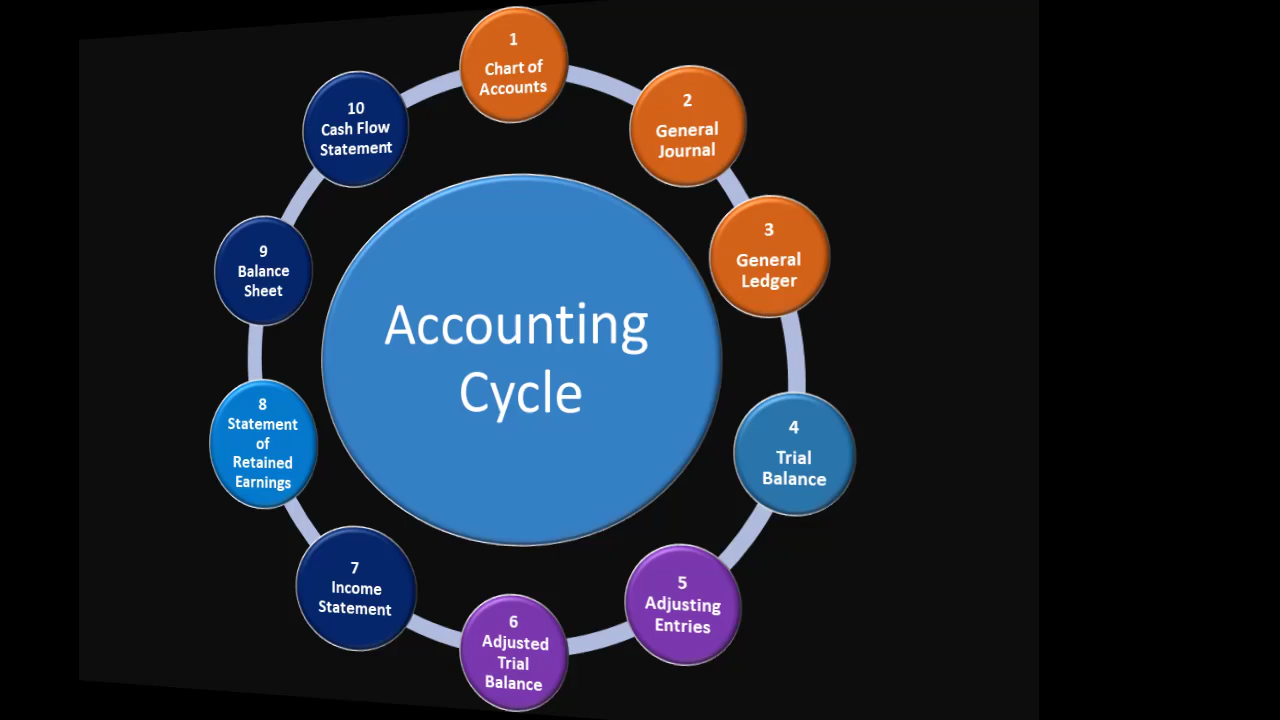 Accounting
Cycle
1
Chart of
Accounts
2
General
Journal
3
General
Ledger
4
Trial
Balance
5
Adjusting
Entries
6
Adjusted
Trial
Balance
7
Income
Statement
8
Statement
of
Retained
Earnings
9
Balance
Sheet
10
Cash Flow
Statement